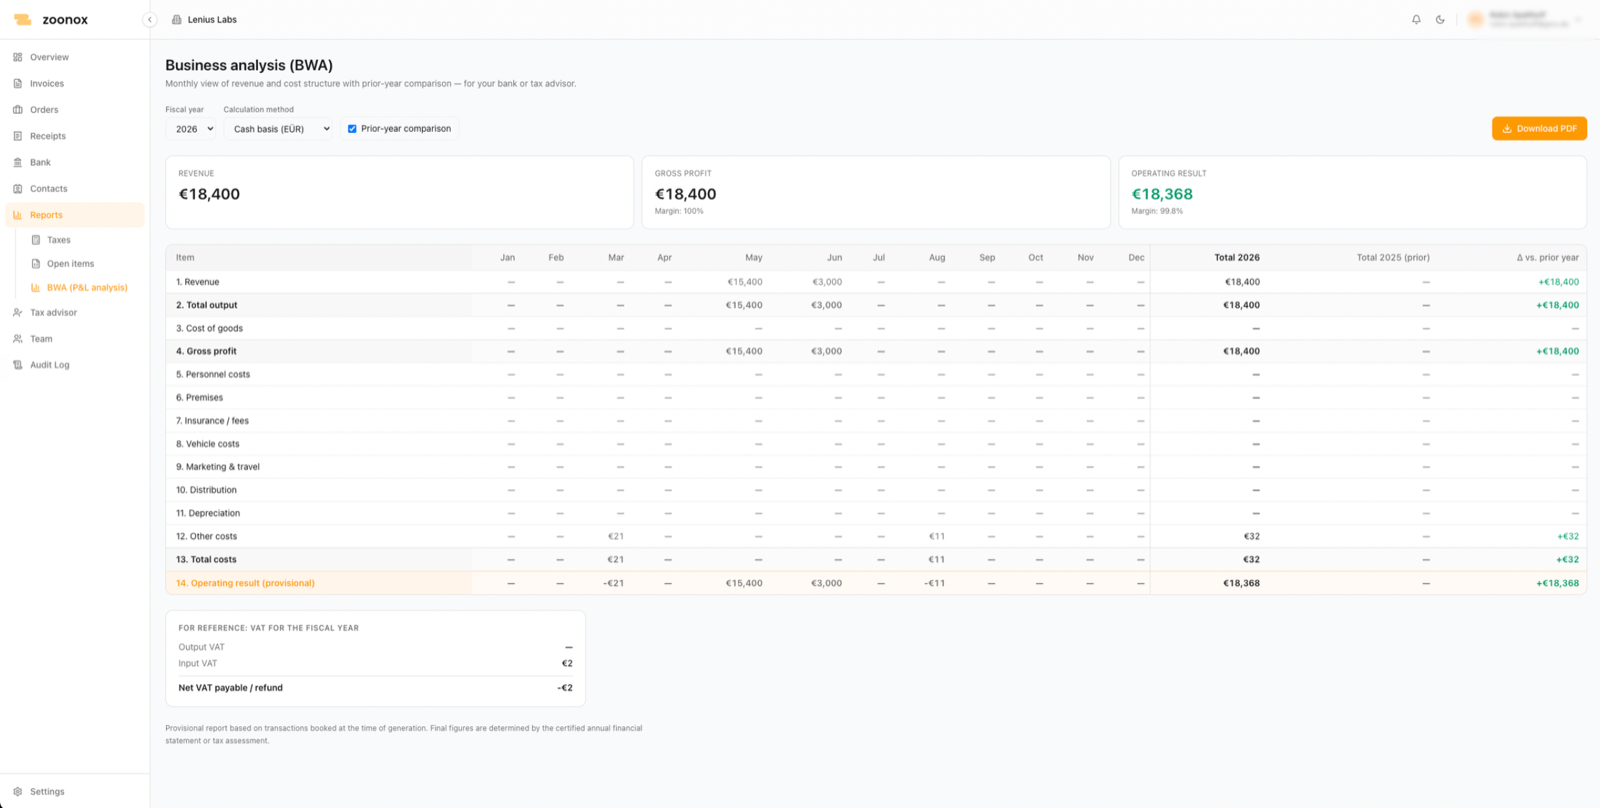 zoonox
Lenius Labs
Overview
Invoices
Orders
Receipts
Bank
Contacts
Reports
Taxes
Open items
BWA (P&L analysis)
Tax advisor
Team
Audit Log
Settings
Business analysis (BWA)
Monthly view of revenue and cost structure with prior-year comparison — for your bank or tax advisor.
Fiscal year Calculation method
2026 Cash basis (EÜR) Prior-year comparison Download PDF
REVENUE
€18,400
GROSS PROFIT
€18,400
Margin: 100%
OPERATING RESULT
€18,368
Margin: 99.8%
Item Jan Feb Mar Apr May Jun Jul Aug Sep Oct Nov Dec Total 2026 Total 2025 (prior) Δ vs. prior year
1. Revenue — — — — €15,400 €3,000 — — — — — — €18,400 — +€18,400
2. Total output — — — — €15,400 €3,000 — — — — — — €18,400 — +€18,400
3. Cost of goods — — — — — — — — — — — — — — —
4. Gross profit — — — — €15,400 €3,000 — — — — — — €18,400 — +€18,400
5. Personnel costs — — — — — — — — — — — — — — —
6. Premises — — — — — — — — — — — — — — —
7. Insurance / fees — — — — — — — — — — — — — — —
8. Vehicle costs — — — — — — — — — — — — — — —
9. Marketing & travel — — — — — — — — — — — — — — —
10. Distribution — — — — — — — — — — — — — — —
11. Depreciation — — — — — — — — — — — — — — —
12. Other costs — — €21 — — — — €11 — — — — €32 — +€32
13. Total costs — — €21 — — — — €11 — — — — €32 — +€32
14. Operating result (provisional) — — -€21 — €15,400 €3,000 — -€11 — — — — €18,368 — +€18,368
FOR REFERENCE: VAT FOR THE FISCAL YEAR
Output VAT —
Input VAT €2
Net VAT payable / refund -€2
Provisional report based on transactions booked at the time of generation. Final figures are determined by the certified annual financial
statement or tax assessment.